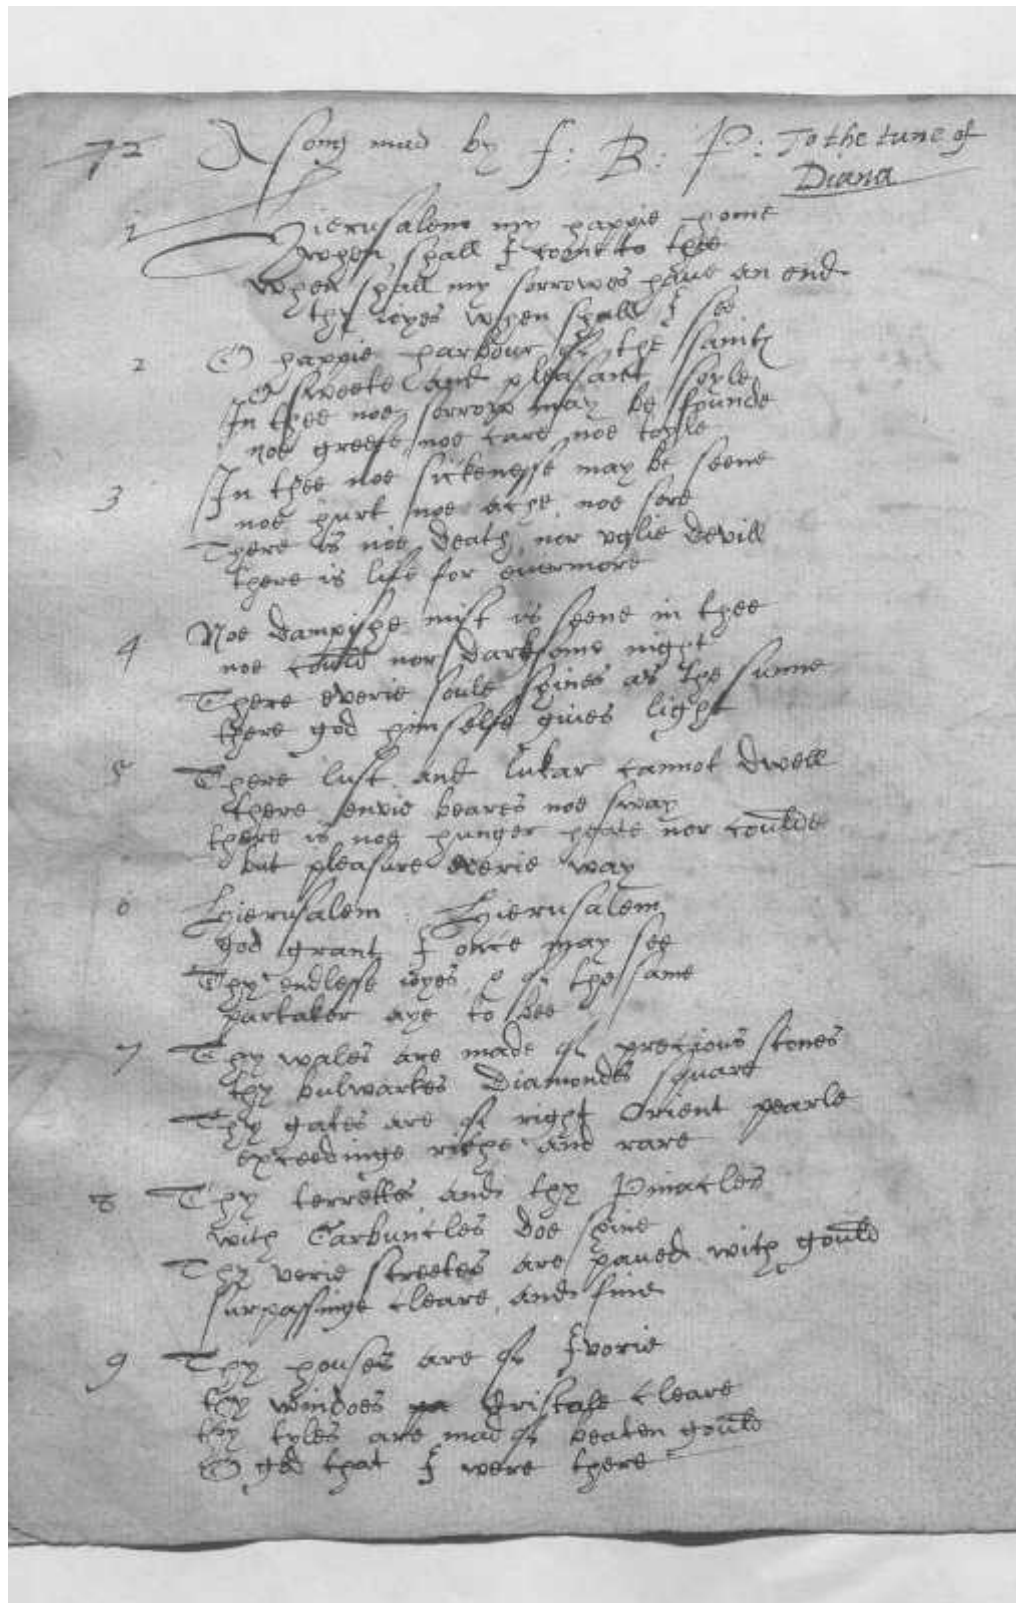 72 A song mad by f: B: P: To the tune of
Diana
1 Hierusalem my happie home
when shall I come to thee
when shall my sorrowes haue an end
thy ioyes when shall I see
2 O happie harbour of the saints
O sweete and pleasant soyle
In thee noe sorrow may be founde
noe greefe, noe care, noe toyle
3 In thee noe sickenesse may be seene
noe hurt, noe ache, noe sore
There is noe death, nor vglie devill
there is life for euermore
4 Noe dampishe mist is seene in thee
noe could nor darksome night
There everie soule shines as the sunne
there god himselfe giues light
5 There lust and lukar cannot dwell
there envie beares noe sway
there is noe hunger heate nor coulde
but pleasure everie way
6 Hierusalem: Hierusalem
god grant I once may see
Thy endlesse ioyes, & of the same
partaker aye to bee
7 Thy wales are made of pretious stones
thy bulwarkes Diamondes square
Thy gates are of right Orient pearle
exceedinge riche and rare
8 Thy terrettes, and thy Pinacles
with Carbuncles doe shine
Thy verie streetes are paued with gould
surpassinge cleare, and fine
9 Thy houses are of Ivorie
thy windoes Cristale cleare
thy tyles are mad of beaten gould
O god that I were there